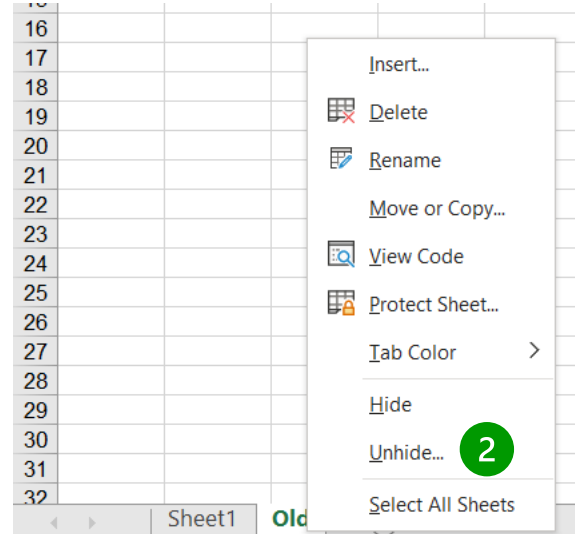 15
16
17
18
19
20
21
22
23
24
25
26
27
28
29
30
31
32
Insert...
Delete
Rename
Move or Copy...
View Code
Protect Sheet...
Tab Color
Hide
Unhide... 2
Select All Sheets
Sheet1 Old